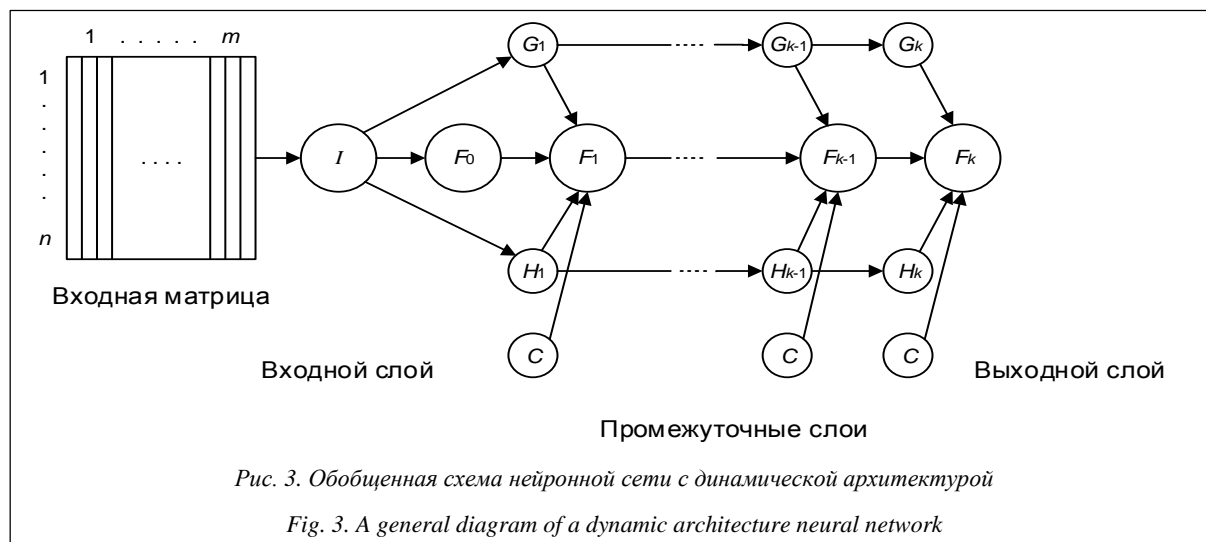 1 . . . . . m
1
.
.
.
.
.
.
n
. . . .
G1 ···· Gk-1 Gk
I F0 F1 ···· Fk-1 Fk
H1 ···· Hk-1 Hk
Входная матрица
C C C
Входной слой Выходной слой
Промежуточные слои
Рис. 3. Обобщенная схема нейронной сети с динамической архитектурой
Fig. 3. A general diagram of a dynamic architecture neural network